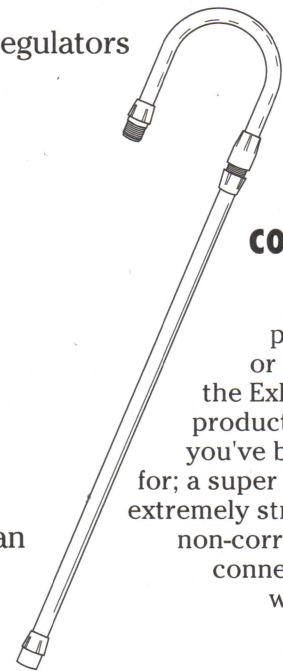 egulators
CO
p
or
the Exh
product
you've b
for; a super
extremely str
an
non-corr
conne
w